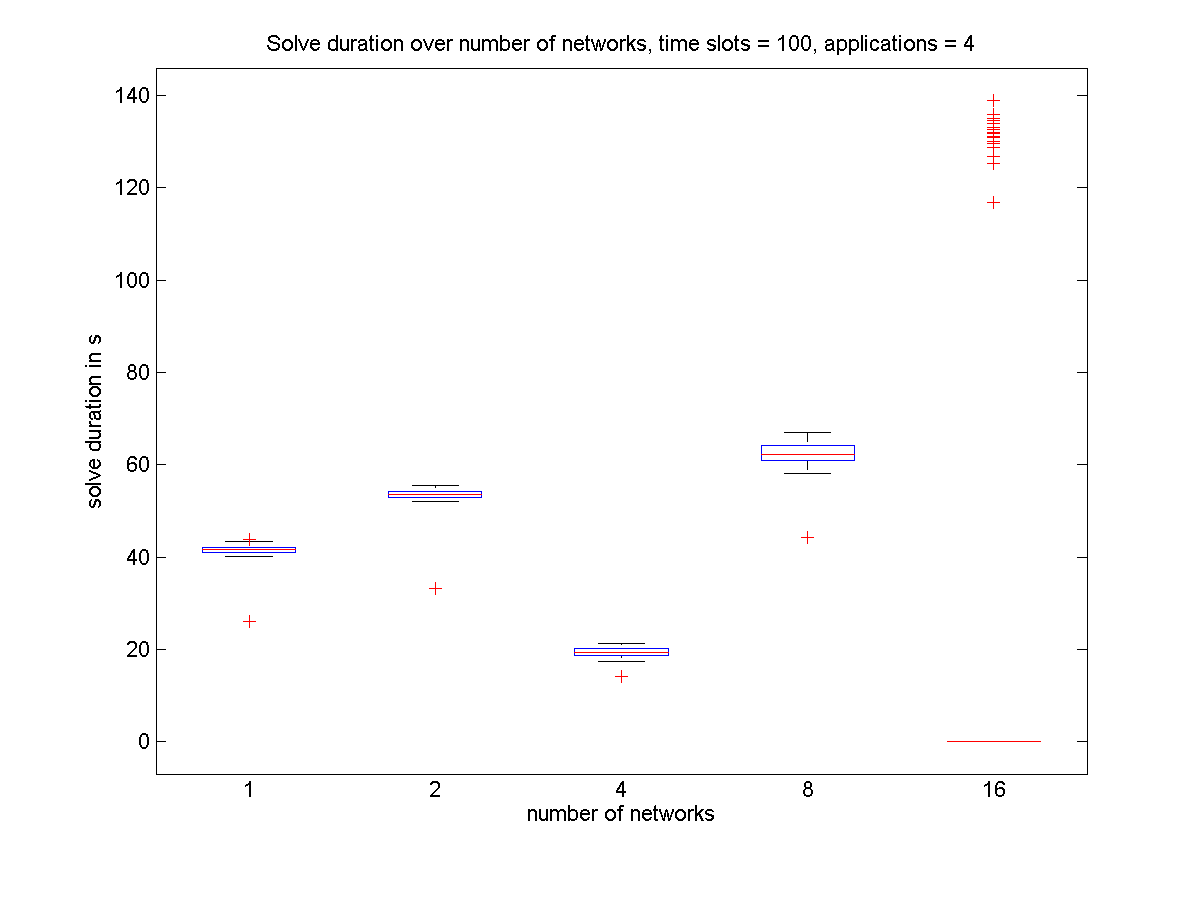 Solve duration over number of networks, time slots = 100, applications = 4
140
120
100
80
60
40
20
0
solve duration in s
1 2 4 8 16
number of networks